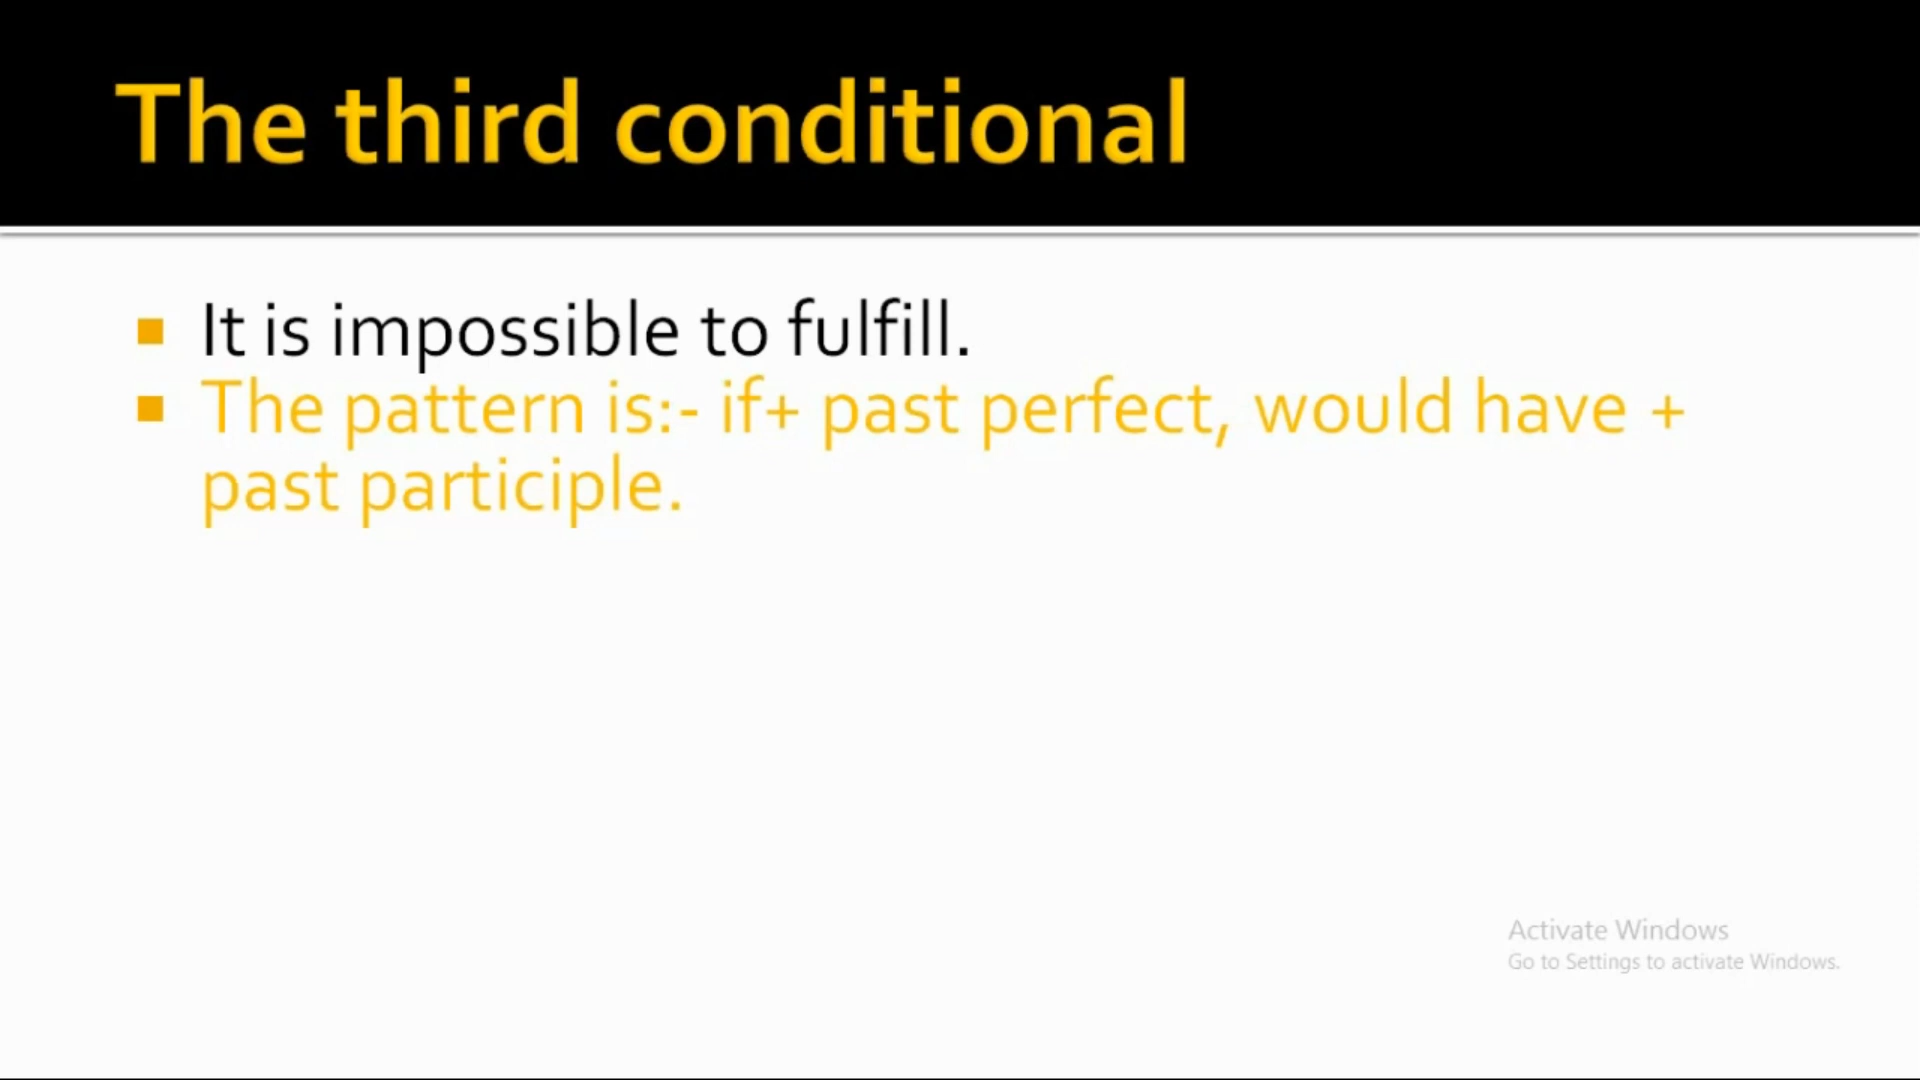 The third conditional
It is impossible to fulfill.
The pattern is:- if+ past perfect, would have +
past participle.
Activate Windows
Go to Settings to activate Windows.